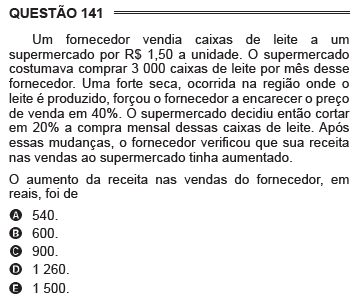 QUESTÃO 141
Um fornecedor vendia caixas de leite a um
supermercado por R$ 1,50 a unidade. O supermercado
costumava comprar 3 000 caixas de leite por mês desse
fornecedor. Uma forte seca, ocorrida na região onde o
leite é produzido, forçou o fornecedor a encarecer o preço
de venda em 40%. O supermercado decidiu então cortar
em 20% a compra mensal dessas caixas de leite. Após
essas mudanças, o fornecedor verificou que sua receita
nas vendas ao supermercado tinha aumentado.
O aumento da receita nas vendas do fornecedor, em
reais, foi de
A 540.
B 600.
C 900.
D 1 260.
E 1 500.